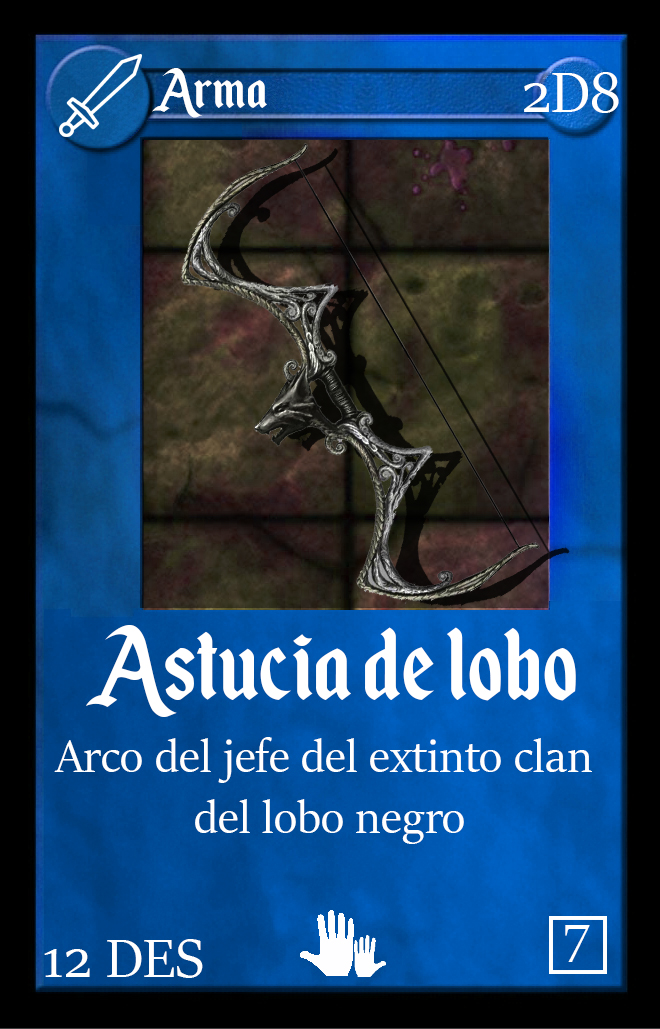 Arma
2D8
Astucia de lobo
Arco del jefe del extinto clan
del lobo negro
12 DES
7